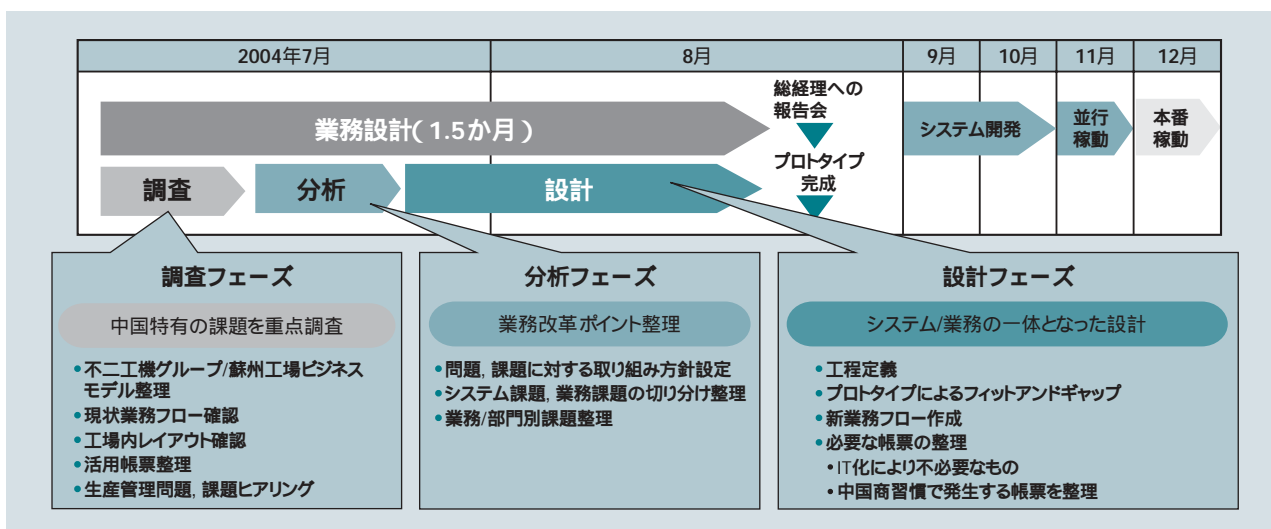 2004年7月
8月
9月
10月
11月
12月
業務設計(1.5か月)
総経理への
報告会
システム開発
並行
稼動
本番
稼動
調査
分析
設計
プロトタイプ
完成
調査フェーズ
中国特有の課題を重点調査
•不二工機グループ/蘇州工場ビジネス
モデル整理
•現状業務フロー確認
•工場内レイアウト確認
•活用帳票整理
•生産管理問題, 課題ヒアリング
分析フェーズ
業務改革ポイント整理
•問題, 課題に対する取り組み方針設定
•システム課題, 業務課題の切り分け整理
•業務/部門別課題整理
設計フェーズ
システム/業務の一体となった設計
•工程定義
•プロトタイプによるフィットアンドギャップ
•新業務フロー作成
•必要な帳票の整理
•IT化により不必要なもの
•中国商習慣で発生する帳票を整理